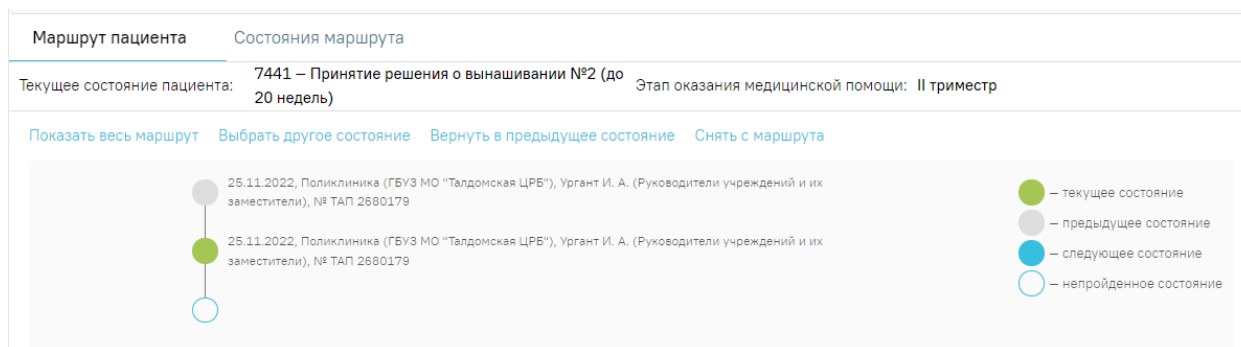 Маршрут пациента Состояния маршрута
Текущее состояние пациента: 7441 – Принятие решения о вынашивании №2 (до
20 недель)
Этап оказания медицинской помощи: II триместр
Показать весь маршрут Выбрать другое состояние Вернуть в предыдущее состояние Снять с маршрута
25.11.2022, Поликлиника (ГБУЗ МО "Талдомская ЦРБ"), Ургант И. А. (Руководители учреждений и их
заместители), № ТАП 2680179
25.11.2022, Поликлиника (ГБУЗ МО "Талдомская ЦРБ"), Ургант И. А. (Руководители учреждений и их
заместители), № ТАП 2680179
– текущее состояние
– предыдущее состояние
– следующее состояние
– непройденное состояние